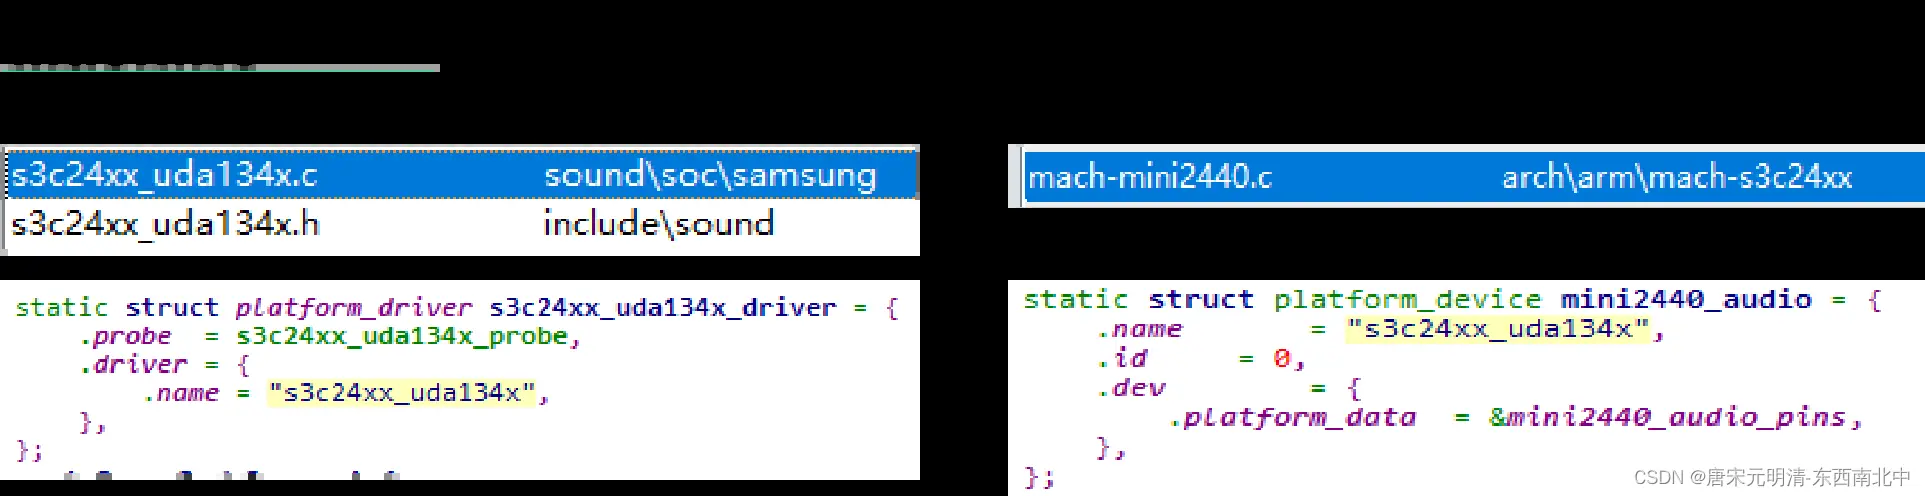 s3c24xx_uda134x.c sound\soc\samsung
s3c24xx_uda134x.h include\sound
static struct platform_driver s3c24xx_uda134x_driver = {
.probe = s3c24xx_uda134x_probe,
.driver = {
.name = "s3c24xx_uda134x",
},
};
mach-mini2440.c arch\arm\mach-s3c24xx
static struct platform_device mini2440_audio = {
.name = "s3c24xx_uda134x",
.id = 0,
.dev = {
.platform_data = &mini2440_audio_pins,
},
};
CSDN @唐宋元明清-东西南北中